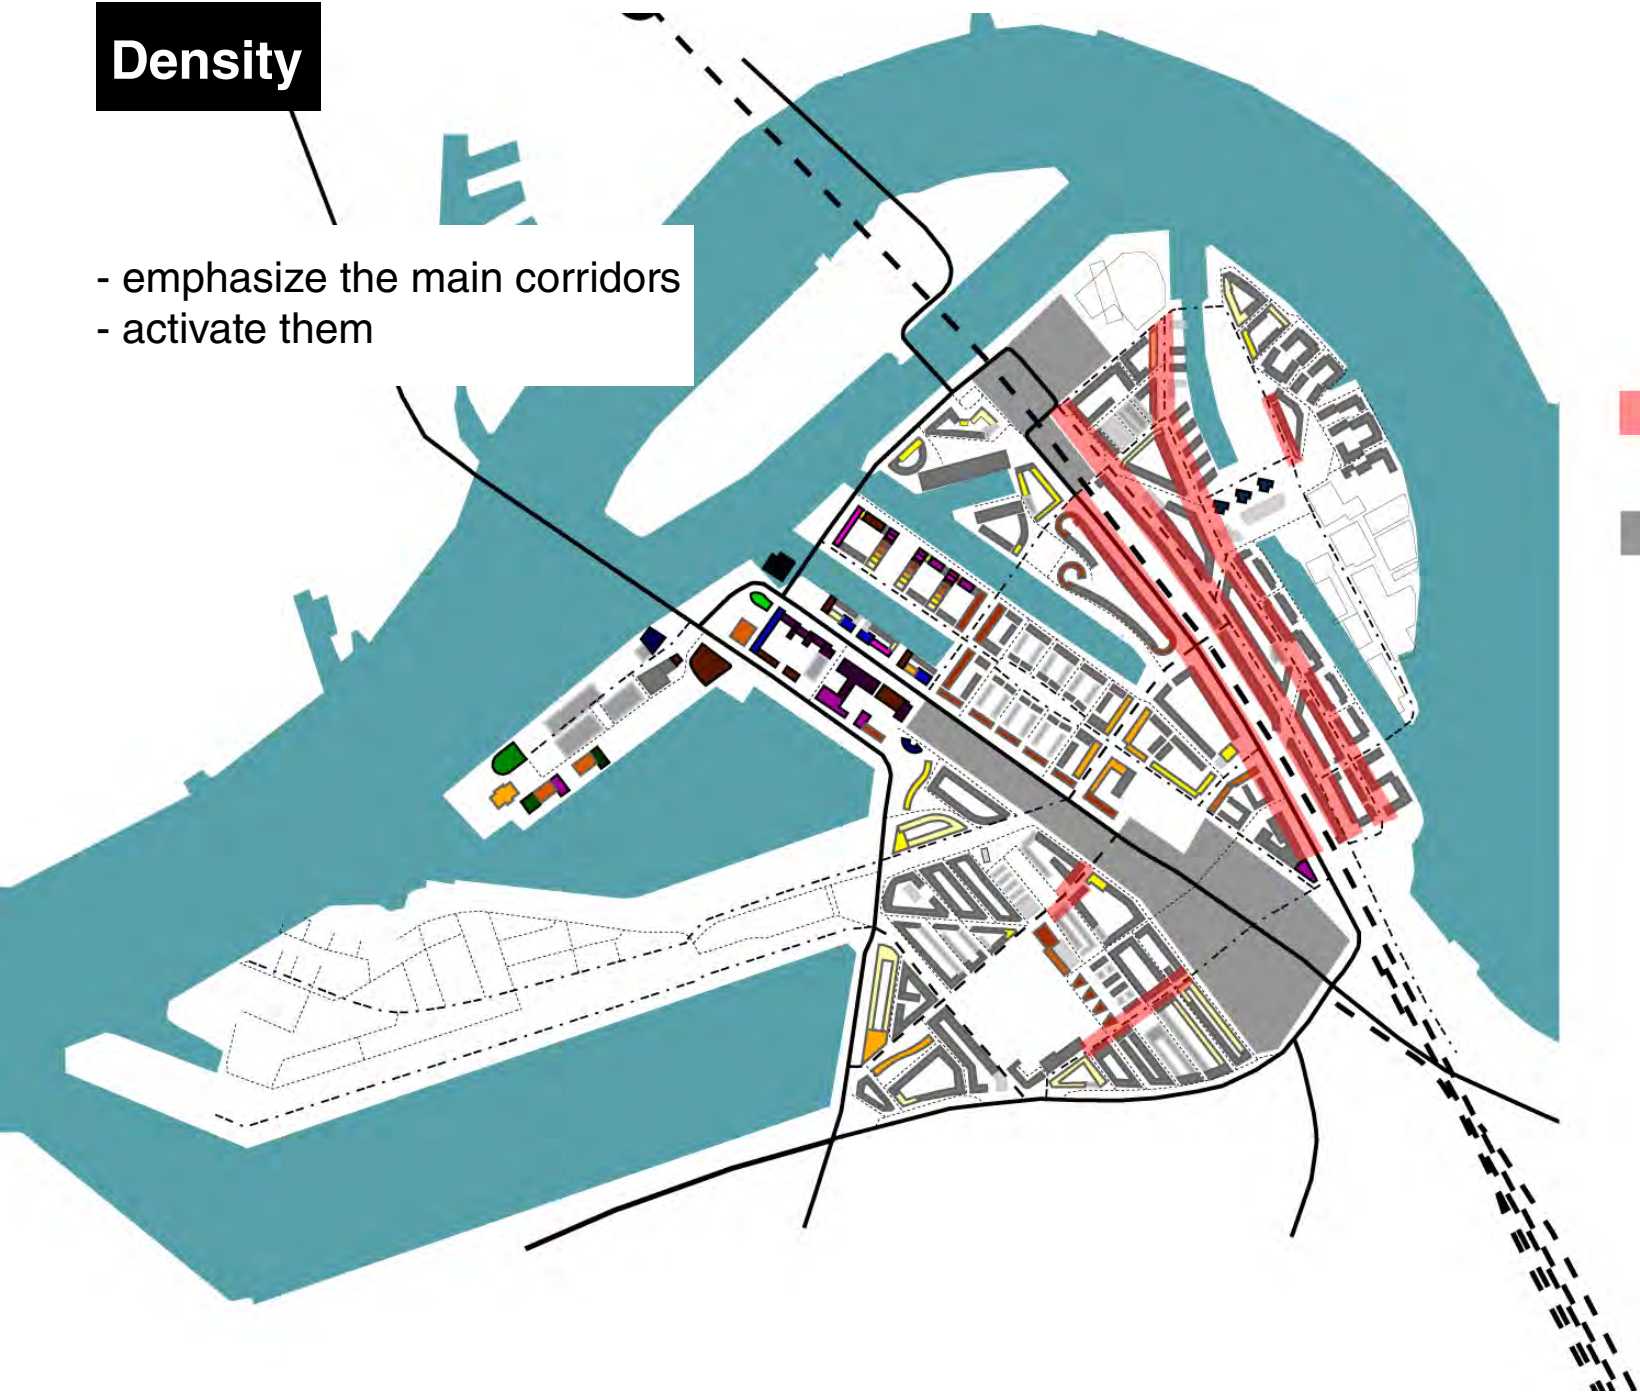 Density
- emphasize the main corridors
- activate them